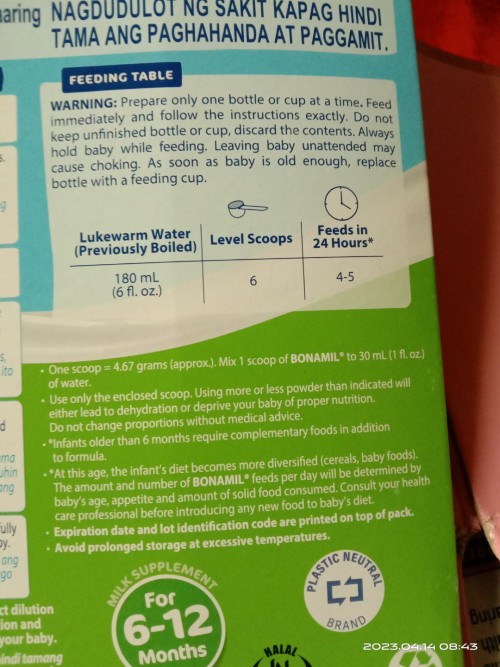 NAGDUDULOT NG SAKIT KAPAG HINDI
TAMA ANG PAGHAHANDA AT PAGGAMIT.
FEEDING TABLE
WARNING: Prepare only one bottle or cup at a time. Feed
immediately and follow the instructions exactly. Do not
keep unfinished bottle or cup, discard the contents. Always
hold baby while feeding. Leaving baby unattended may
cause choking. As soon as baby is old enough, replace
bottle with a feeding cup.
Lukewarm Water
(Previously Boiled)
Level Scoops
Feeds in
24 Hours*
180 mL
(6 fl. oz.)
6
4-5
• One scoop = 4.67 grams (approx.). Mix 1 scoop of BONAMIL® to 30 mL (1 fl. oz.)
of water.
• Use only the enclosed scoop. Using more or less powder than indicated will
either lead to dehydration or deprive your baby of proper nutrition.
Do not change proportions without medical advice.
• *Infants older than 6 months require complementary foods in addition
to formula.
• *At this age, the infant's diet becomes more diversified (cereals, baby foods).
The amount and number of BONAMIL® feeds per day will be determined by
baby's age, appetite and amount of solid food consumed. Consult your health
care professional before introducing any new food to baby's diet.
• Expiration date and lot identification code are printed on top of pack.
• Avoid prolonged storage at excessive temperatures.
MILK SUPPLEMENT
For
6-12
Months
PLASTIC NEUTRAL
BRAND
HALAL
ct dilution
ion and
your baby.
indi tamang
2023.04.14 08:43